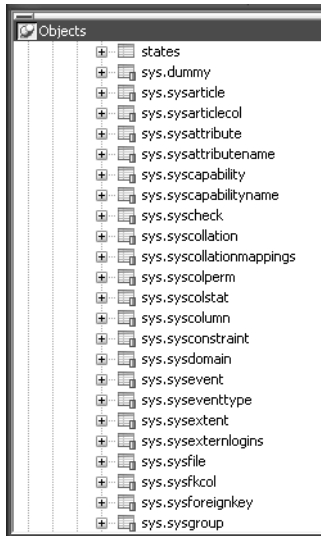 Objects
states
sys.dummy
sys.sysarticle
sys.sysarticlecol
sys.sysattribute
sys.sysattributename
sys.syscapability
sys.syscapabilityname
sys.syscheck
sys.syscollation
sys.syscollationmappings
sys.syscolperm
sys.syscolstat
sys.syscolumn
sys.sysconstraint
sys.sysdomain
sys.sysevent
sys.syseventtype
sys.sysextent
sys.sysexternlogins
sys.sysfile
sys.sysfkcol
sys.sysforeignkey
sys.sysgroup